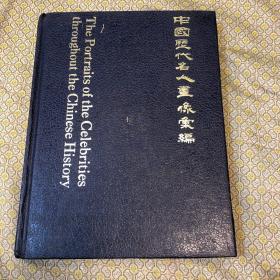 中國歷代名人畫像彙編
The Portraits of the Celebrities
throughout the Chinese History